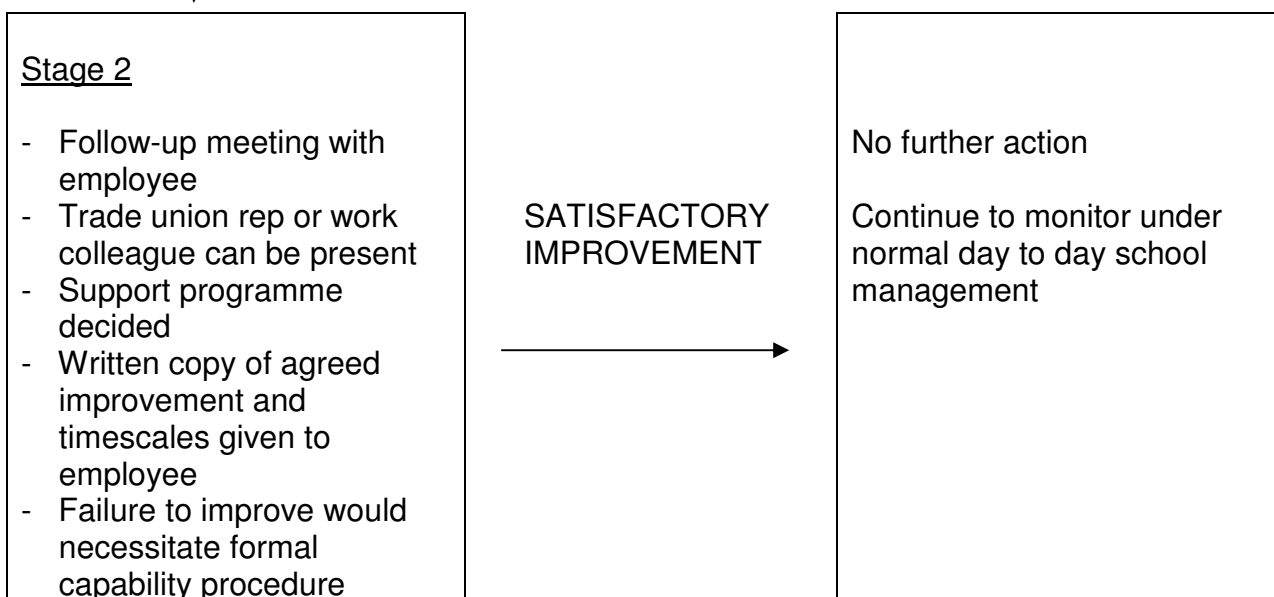 Stage 2
- Follow-up meeting with
employee
- Trade union rep or work
colleague can be present
- Support programme
decided
- Written copy of agreed
improvement and
timescales given to
employee
- Failure to improve would
necessitate formal
capability procedure
SATISFACTORY
IMPROVEMENT
No further action
Continue to monitor under
normal day to day school
management